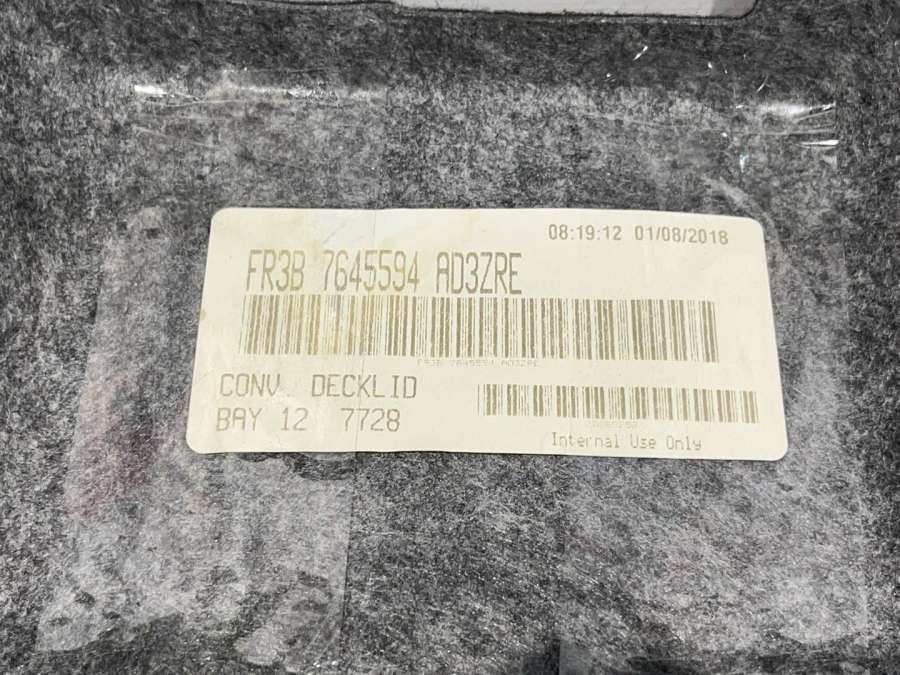 08:19:12 01/08/2018
FR3B 7645594 AD3ZRE
FR3B 7645594 AD3ZRE
CONV. DECKLID
BAY 12 7728
Internal Use Only